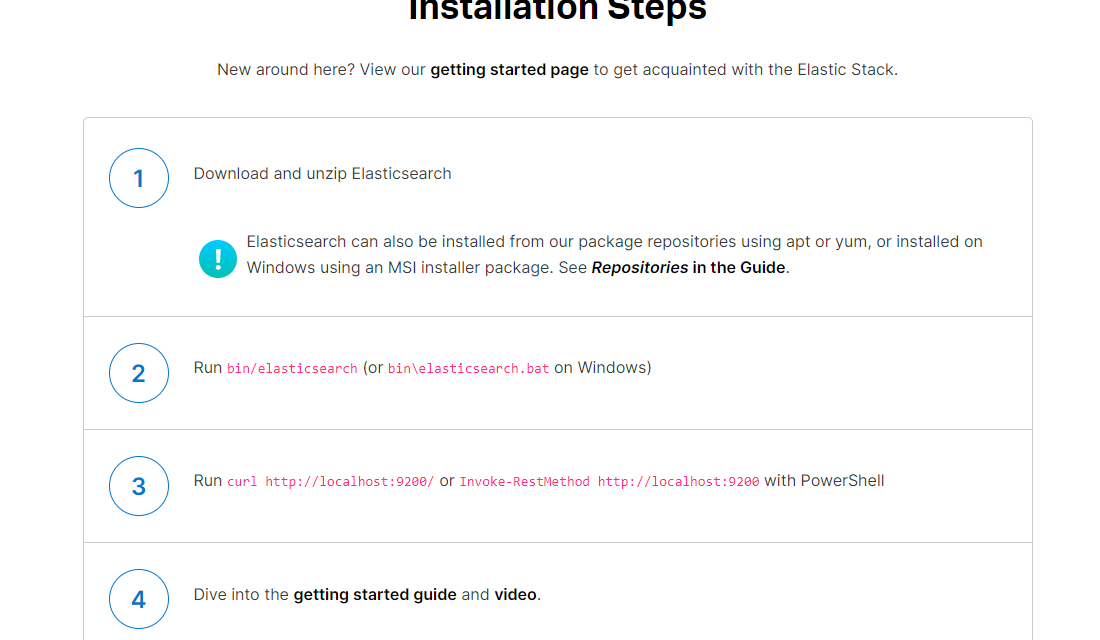 Installation Steps
New around here? View our getting started page to get acquainted with the Elastic Stack.
1
Download and unzip Elasticsearch
!
Elasticsearch can also be installed from our package repositories using apt or yum, or installed on
Windows using an MSI installer package. See Repositories in the Guide.
2
Run bin/elasticsearch (or bin\elasticsearch.bat on Windows)
3
Run curl http://localhost:9200/ or Invoke-RestMethod http://localhost:9200 with PowerShell
4
Dive into the getting started guide and video.